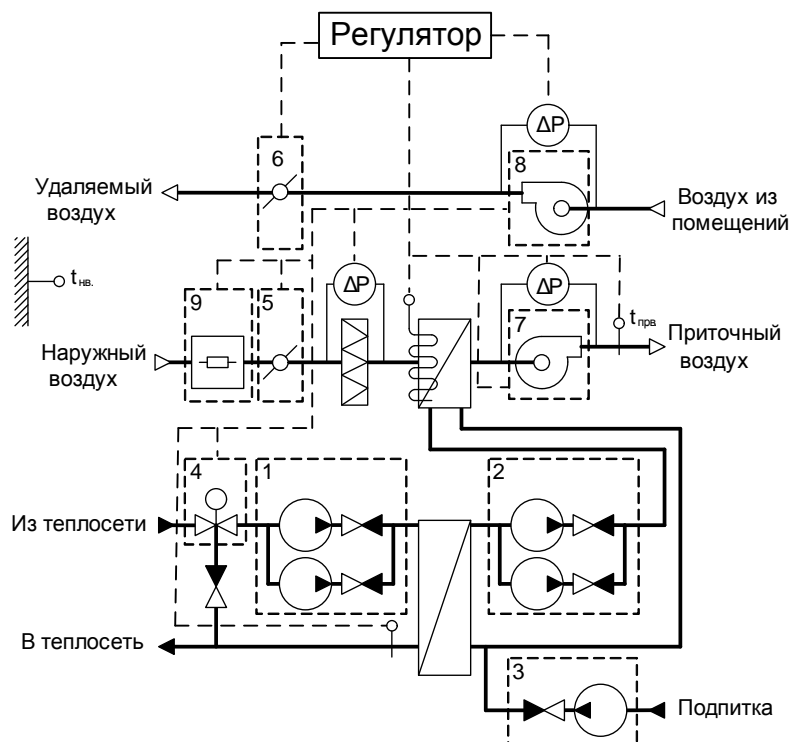 Регулятор
ΔP
6
8
Удаляемый
воздух
Воздух из
помещений
tнв.
ΔP
ΔP
9
5
7
tпрв
Наружный
воздух
Приточный
воздух
4
1
2
Из теплосети
В теплосеть
3
Подпитка